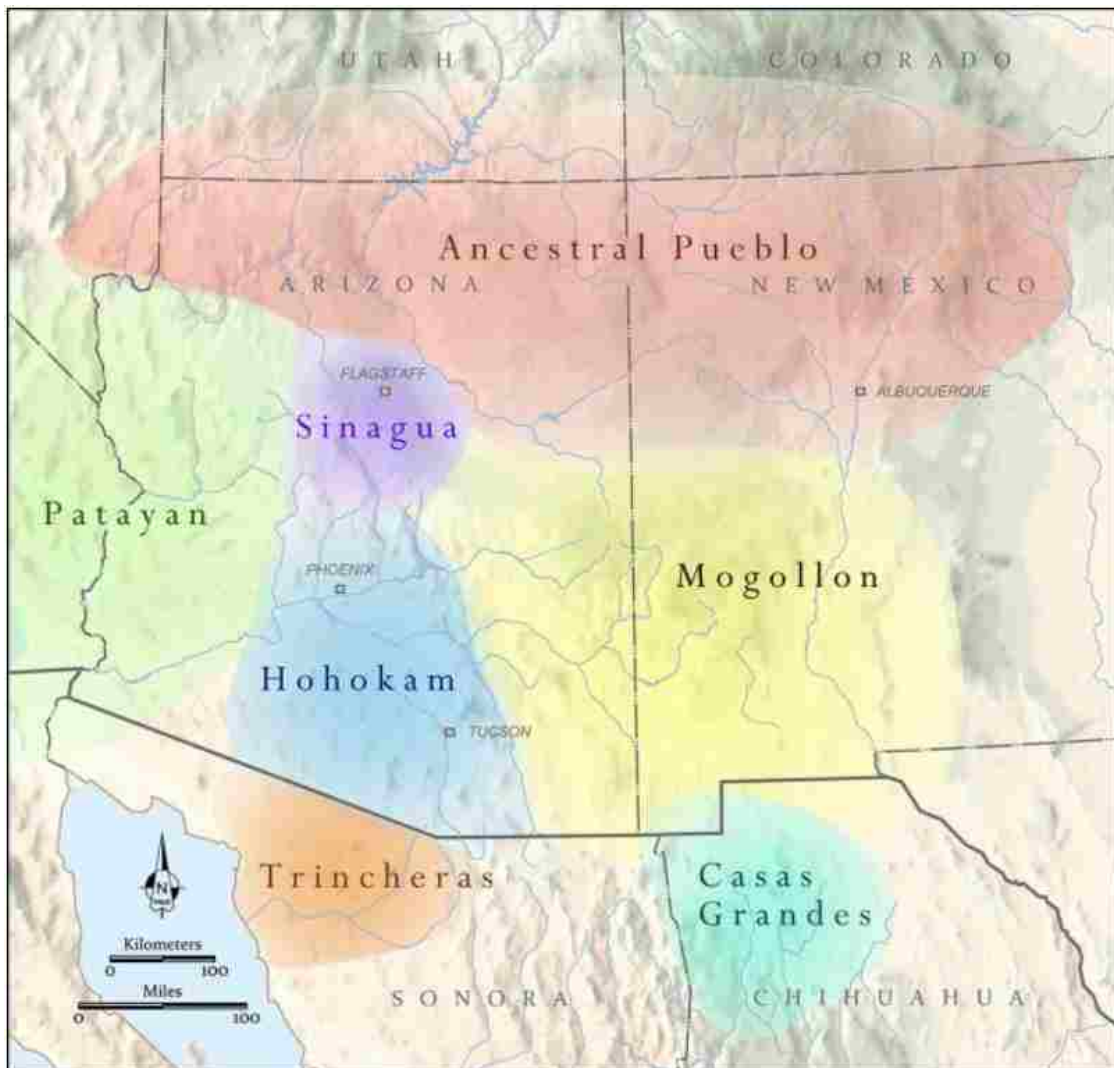 UTAH
COLORADO
Ancestral Pueblo
ARIZONA
NEW MEXICO
FLAGSTAFF
ALBUQUERQUE
Sinagua
Patayan
PHOENIX
Mogollon
Hohokam
TUCSON
Trincheras
Casas
Grandes
N
Kilometers
0 100
Miles
0 100
SONORA
CHIHUAHUA